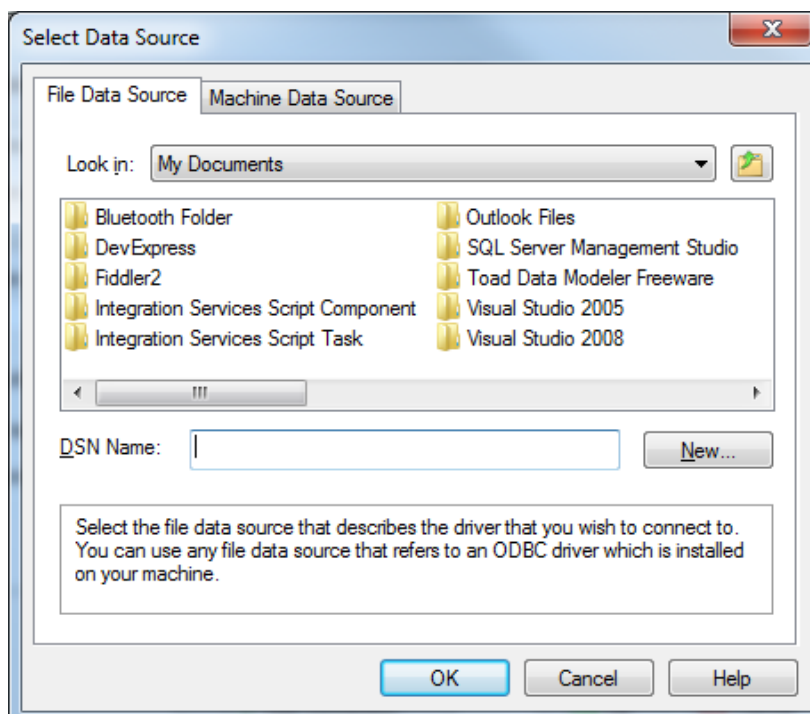 Select Data Source
File Data Source
Machine Data Source
Look in:
My Documents
Bluetooth Folder
DevExpress
Fiddler2
Integration Services Script Component
Integration Services Script Task
Outlook Files
SQL Server Management Studio
Toad Data Modeler Freeware
Visual Studio 2005
Visual Studio 2008
DSN Name:
New...
Select the file data source that describes the driver that you wish to connect to.
You can use any file data source that refers to an ODBC driver which is installed
on your machine.
OK
Cancel
Help